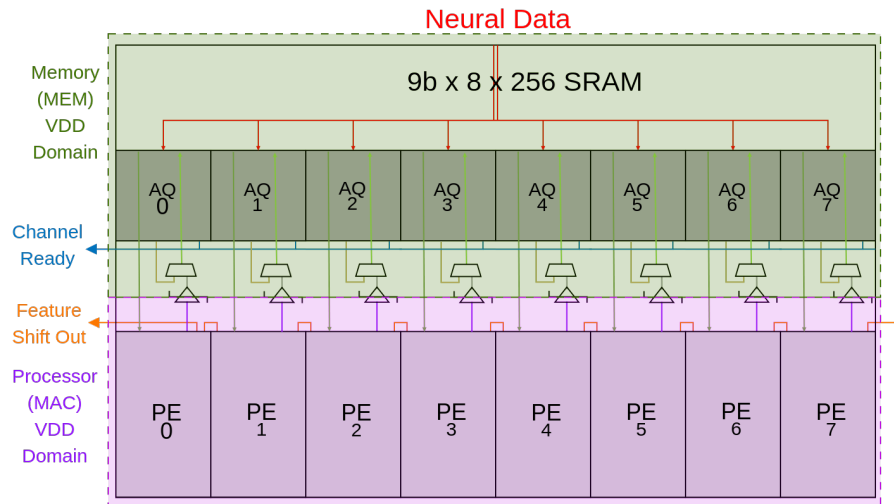 Neural Data
Memory
(MEM)
VDD
Domain
9b x 8 x 256 SRAM
AQ
0
AQ
1
AQ
2
AQ
3
AQ
4
AQ
5
AQ
6
AQ
7
Channel
Ready
Feature
Shift Out
Processor
(MAC)
VDD
Domain
PE
0
PE
1
PE
2
PE
3
PE
4
PE
5
PE
6
PE
7